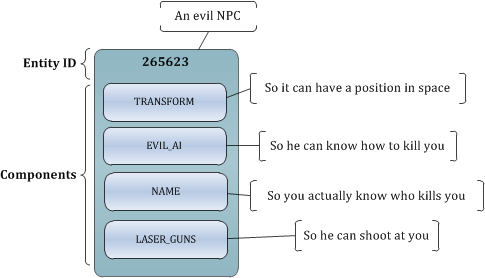 An evil NPC
Entity ID
265623
TRANSFORM
So it can have a position in space
EVIL_AI
So he can know how to kill you
Components
NAME
So you actually know who kills you
LASER_GUNS
So he can shoot at you